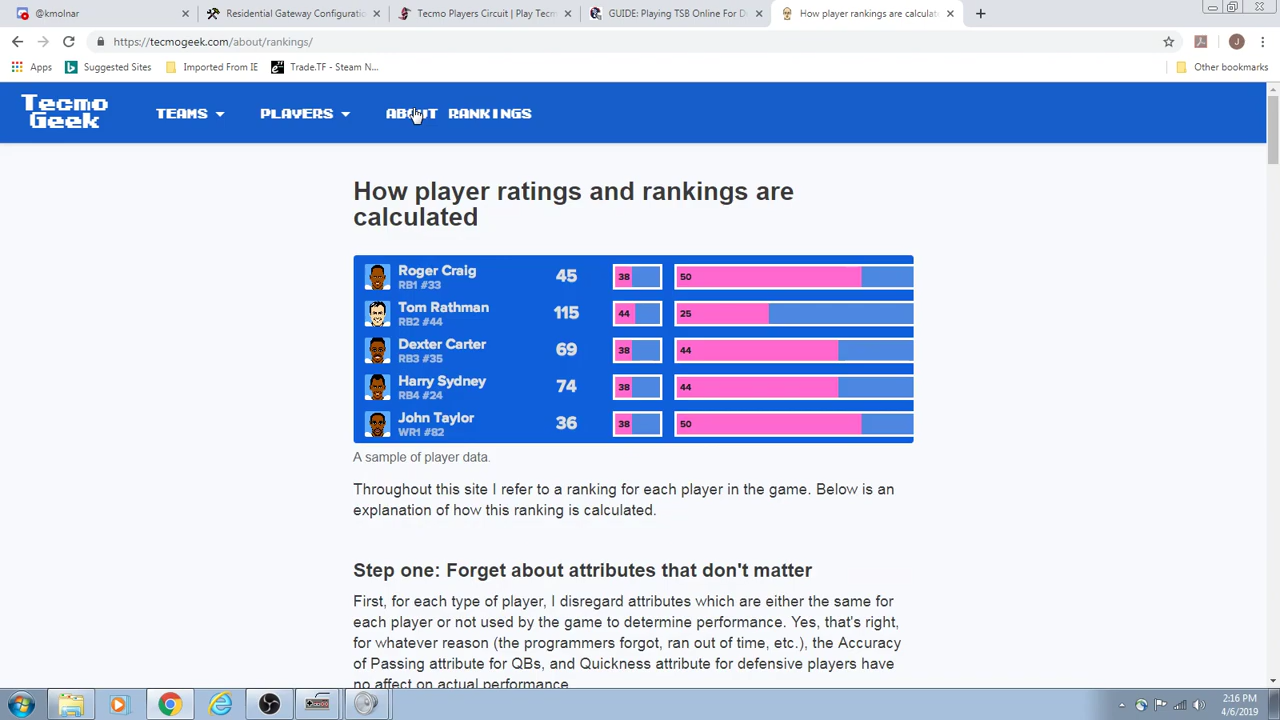 @kmolnar
Residential Gateway Configuratio
Tecmo Players Circuit | Play Tecm
GUIDE: Playing TSB Online For D
How player rankings are calculat
https://tecmogeek.com/about/rankings/
J
Apps
Suggested Sites
Imported From IE
Trade.TF - Steam N...
Other bookmarks
Tecmo
Geek
TEAMS
PLAYERS
ABOUT RANKINGS
How player ratings and rankings are
calculated
Roger Craig 45 38 50
RB1 #33
Tom Rathman 115 44 25
RB2 #44
Dexter Carter 69 38 44
RB3 #35
Harry Sydney 74 38 44
RB4 #24
John Taylor 36 38 50
WR1 #82
A sample of player data.
Throughout this site I refer to a ranking for each player in the game. Below is an
explanation of how this ranking is calculated.
Step one: Forget about attributes that don't matter
First, for each type of player, I disregard attributes which are either the same for
each player or not used by the game to determine performance. Yes, that's right,
for whatever reason (the programmers forgot, ran out of time, etc.), the Accuracy
of Passing attribute for QBs, and Quickness attribute for defensive players have
no affect on actual performance.
2:16 PM
4/6/2019